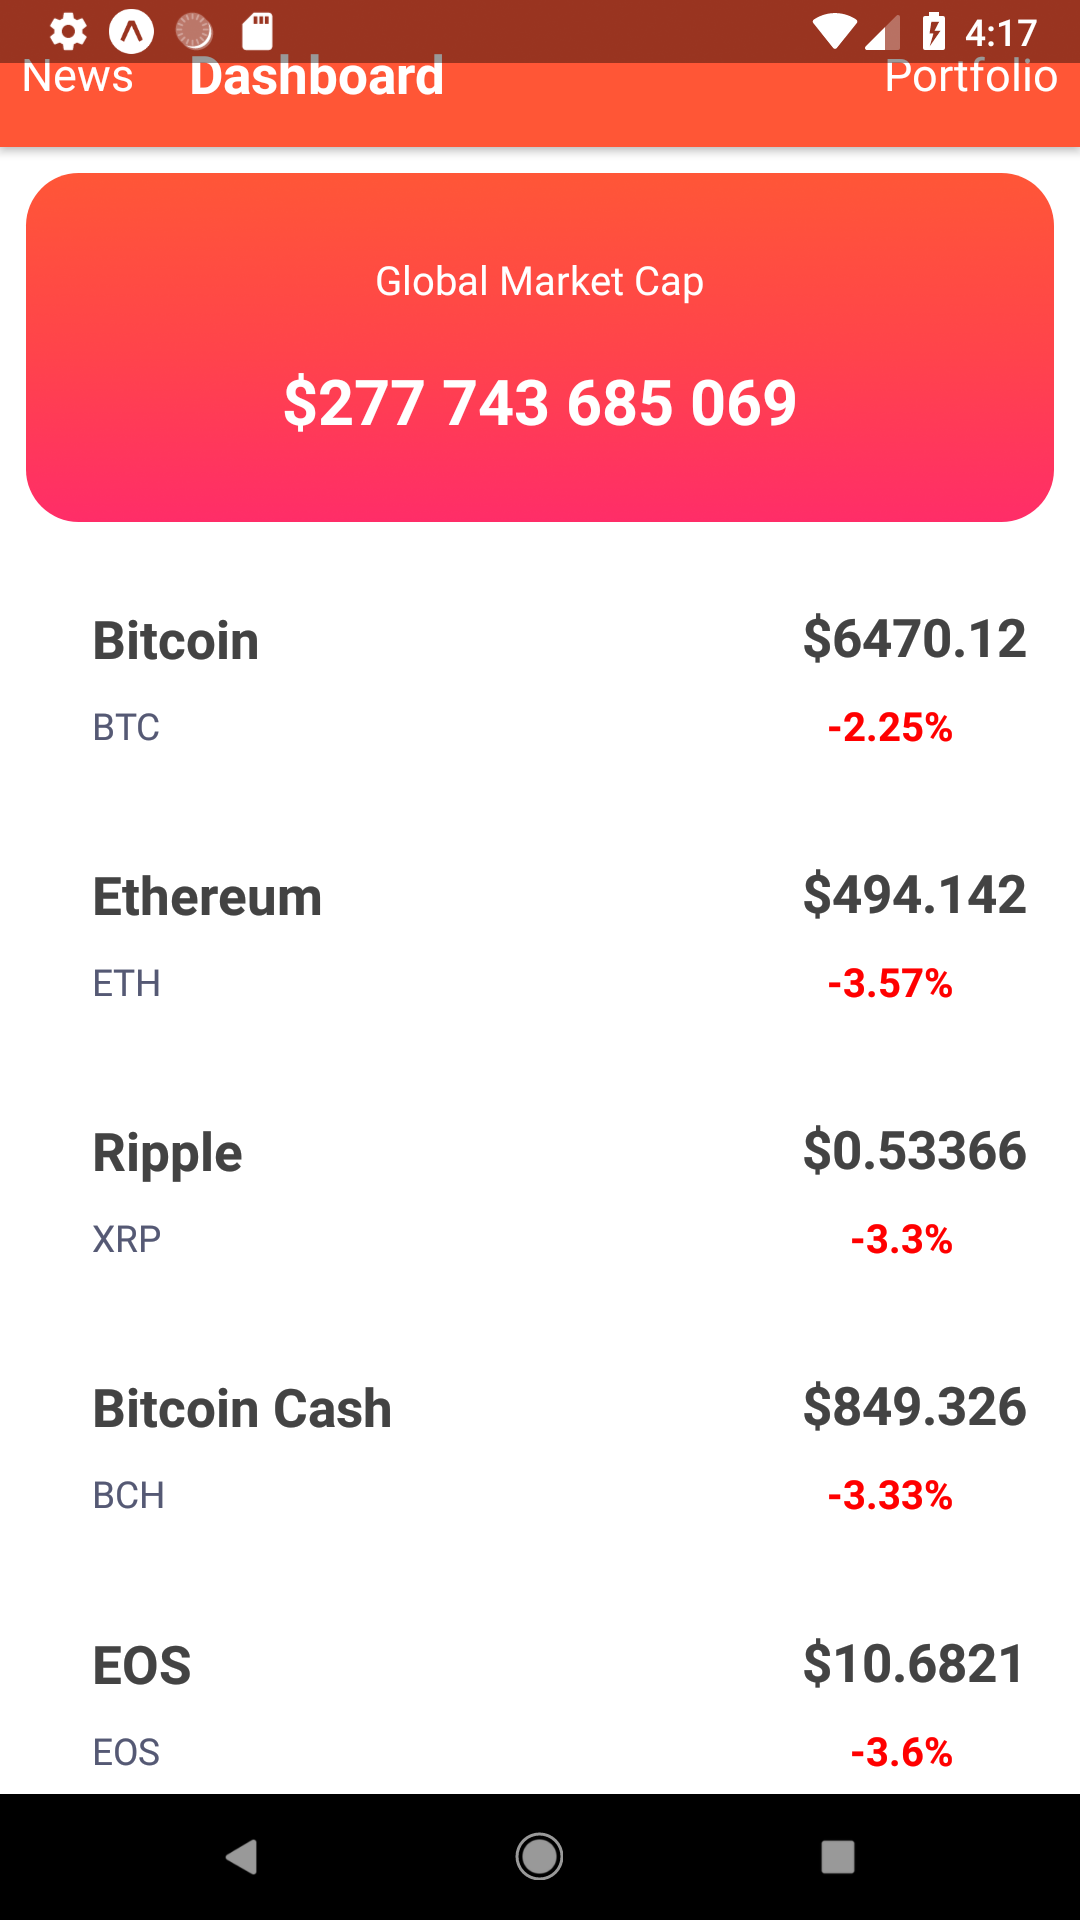 4:17
News Dashboard Portfolio
Global Market Cap
$277 743 685 069
Bitcoin $6470.12
BTC -2.25%
Ethereum $494.142
ETH -3.57%
Ripple $0.53366
XRP -3.3%
Bitcoin Cash $849.326
BCH -3.33%
EOS $10.6821
EOS -3.6%